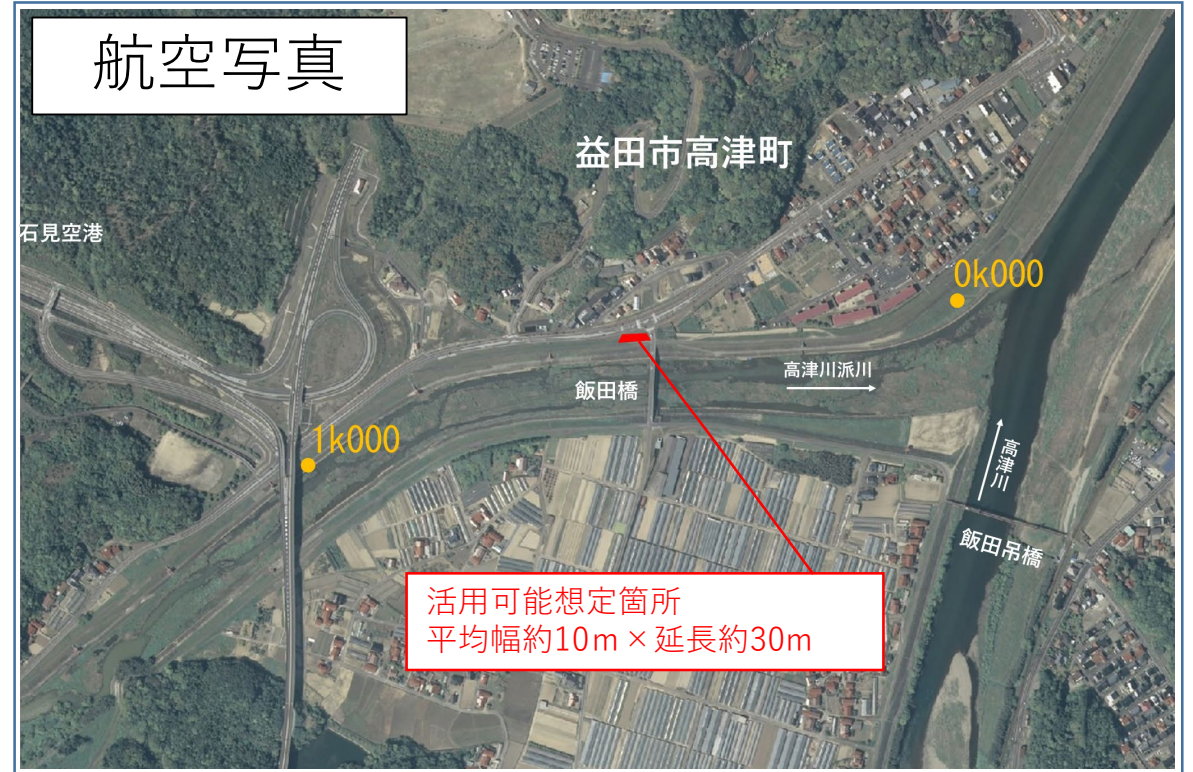 航空写真
益田市高津町
石見空港
0k000
高津川派川
飯田橋
1k000
高津川
飯田吊橋
活用可能想定箇所
平均幅約10m×延長約30m